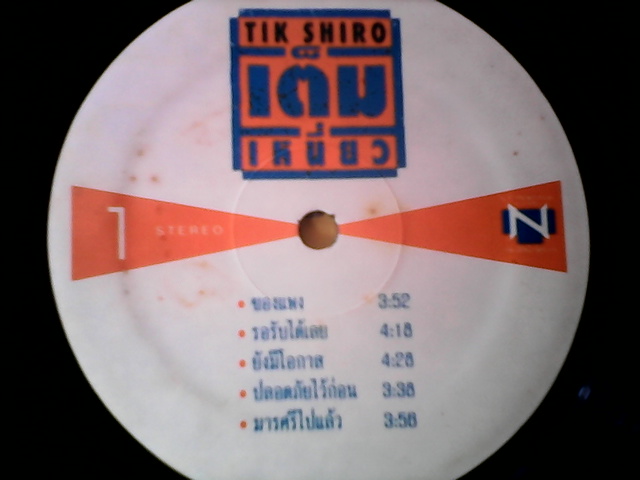 TIK SHIRO
เต็ม
เหนี่ยว
1 STEREO N
ของแพง 3:52
รอรับได้เลย 4:18
ยังมีโอกาส 4:28
ปลอดภัยไว้ก่อน 3:38
มารศรีไปแล้ว 3:58